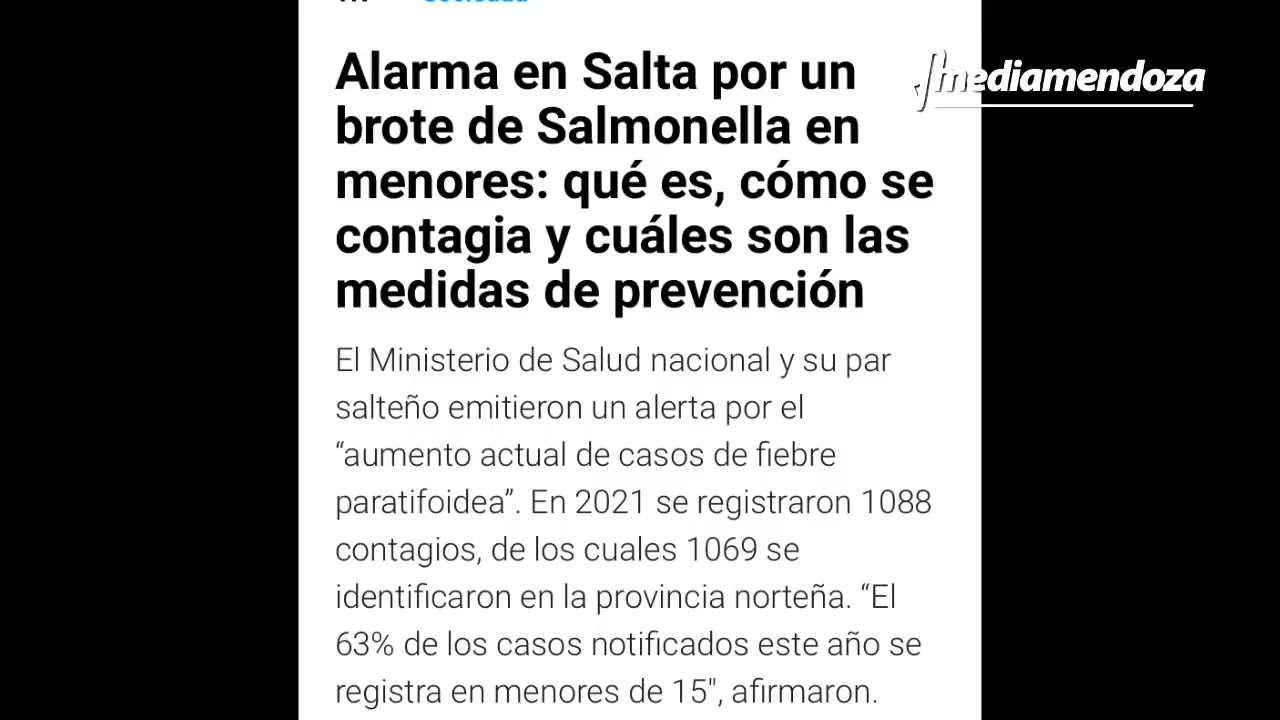 mediamendoza
Alarma en Salta por un
brote de Salmonella en
menores: qué es, cómo se
contagia y cuáles son las
medidas de prevención
El Ministerio de Salud nacional y su par
salteño emitieron un alerta por el
“aumento actual de casos de fiebre
paratifoidea”. En 2021 se registraron 1088
contagios, de los cuales 1069 se
identificaron en la provincia norteña. “El
63% de los casos notificados este año se
registra en menores de 15", afirmaron.